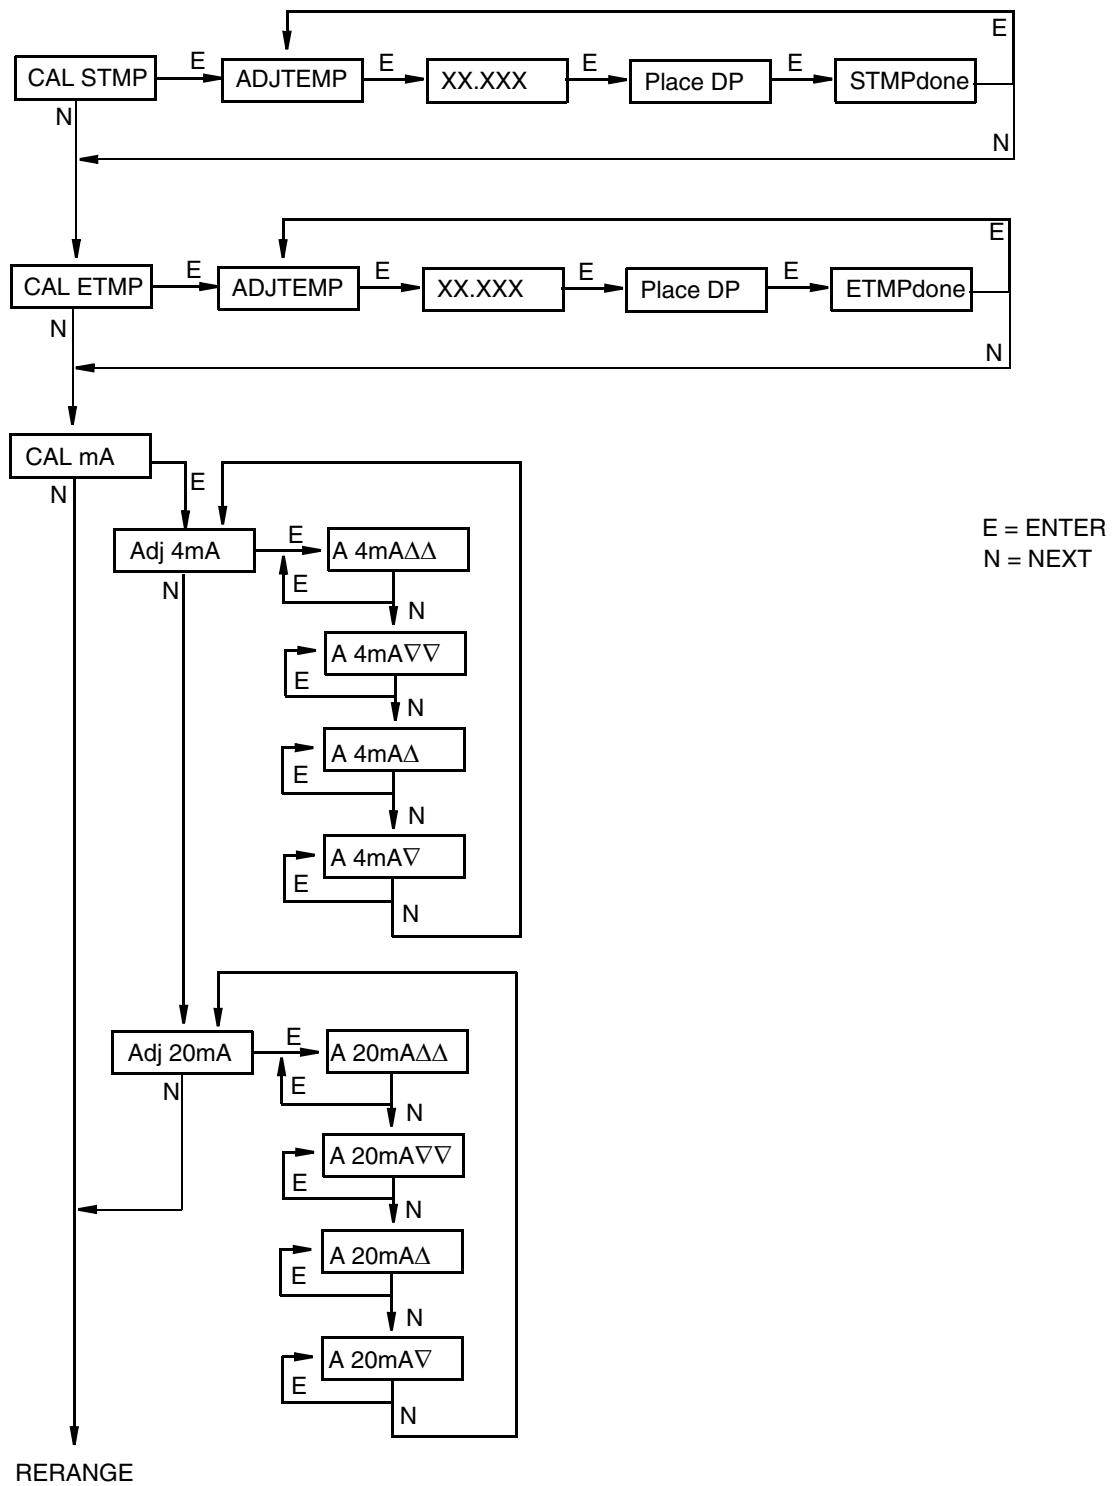 E
CAL STMP E ADJTEMP E XX.XXX E Place DP E STMPdone
N
N
E
CAL ETMP E ADJTEMP E XX.XXX E Place DP E ETMPdone
N
N
CAL mA
N E
E = ENTER
N = NEXT
Adj 4mA E A 4mAΔΔ
N E N
A 4mA∇∇
E N
A 4mAΔ
E N
A 4mA∇
E N
Adj 20mA E A 20mAΔΔ
N E N
A 20mA∇∇
E N
A 20mAΔ
E N
A 20mA∇
E N
RERANGE